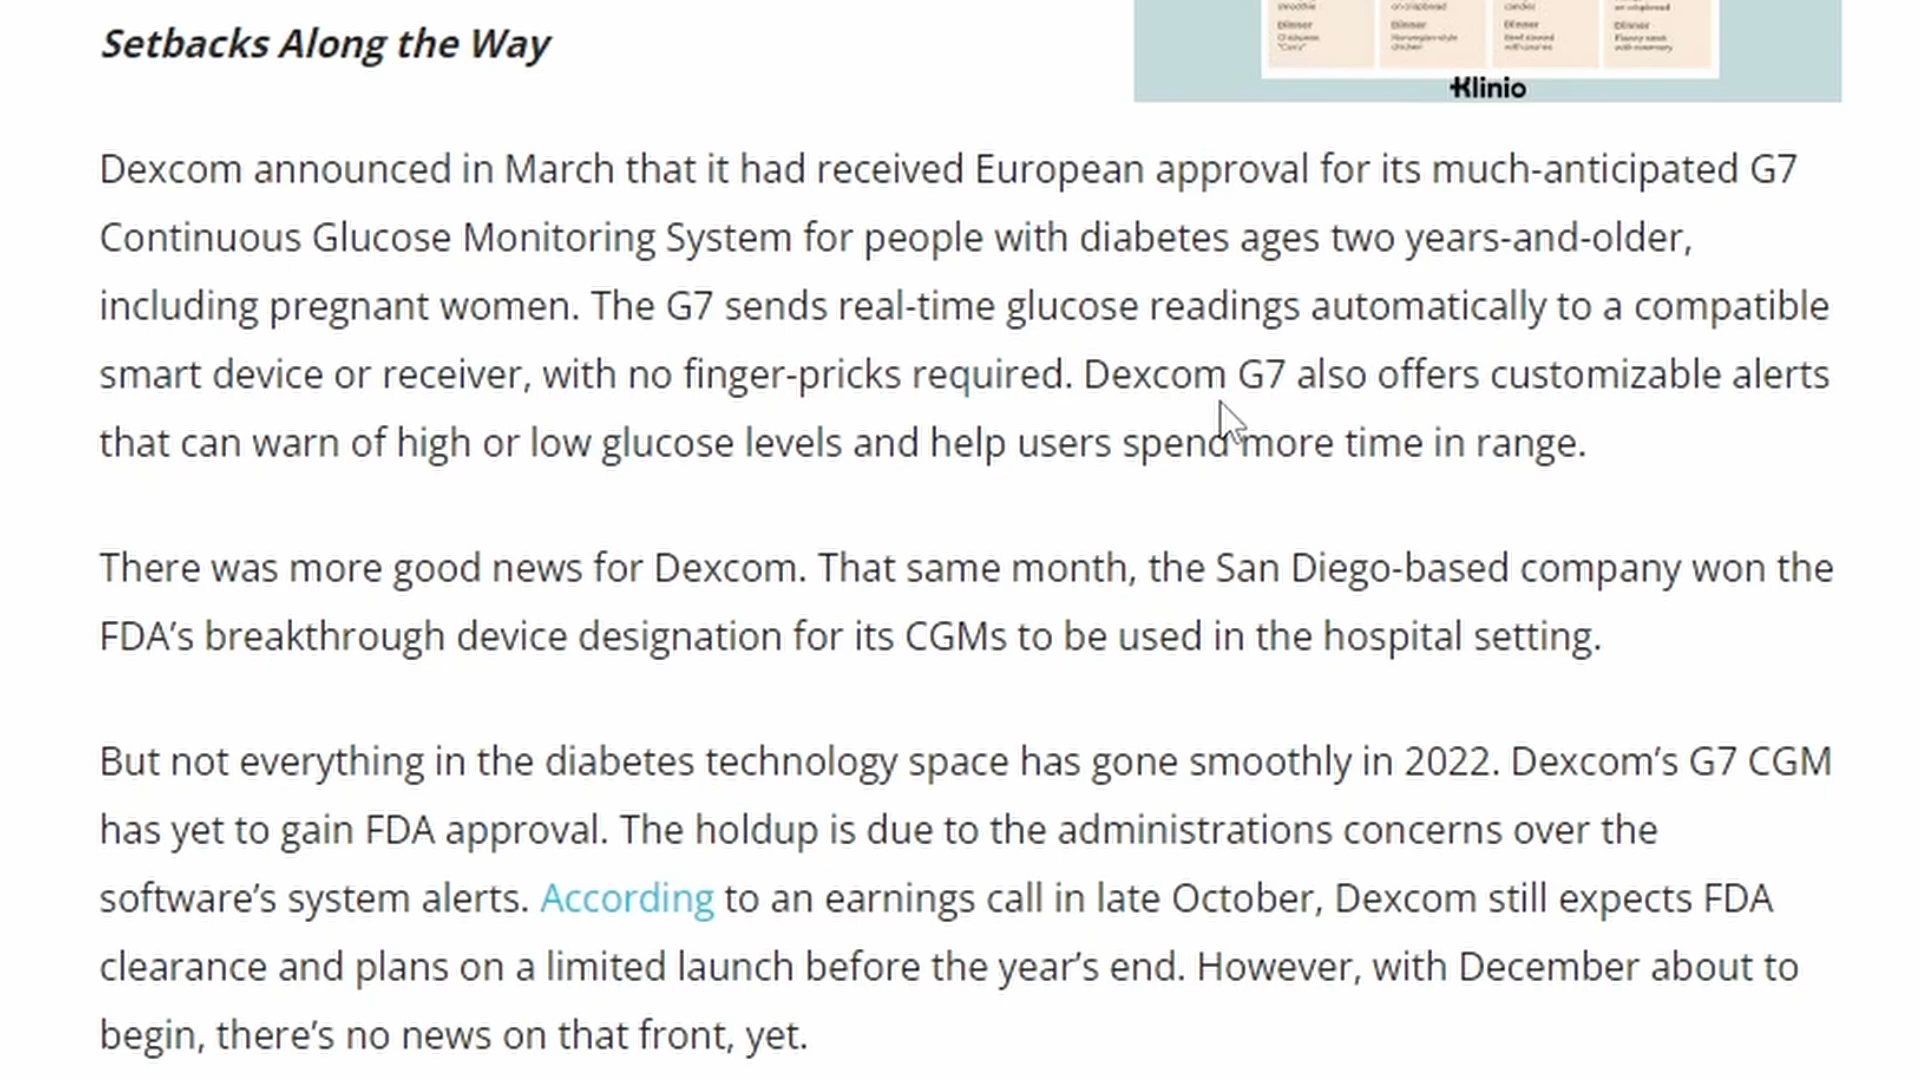 Setbacks Along the Way
Dinner
Dinner
Dinner
Dinner
Klinio
Dexcom announced in March that it had received European approval for its much-anticipated G7
Continuous Glucose Monitoring System for people with diabetes ages two years-and-older,
including pregnant women. The G7 sends real-time glucose readings automatically to a compatible
smart device or receiver, with no finger-pricks required. Dexcom G7 also offers customizable alerts
that can warn of high or low glucose levels and help users spend more time in range.
There was more good news for Dexcom. That same month, the San Diego-based company won the
FDA’s breakthrough device designation for its CGMs to be used in the hospital setting.
But not everything in the diabetes technology space has gone smoothly in 2022. Dexcom’s G7 CGM
has yet to gain FDA approval. The holdup is due to the administrations concerns over the
software’s system alerts. According to an earnings call in late October, Dexcom still expects FDA
clearance and plans on a limited launch before the year’s end. However, with December about to
begin, there’s no news on that front, yet.